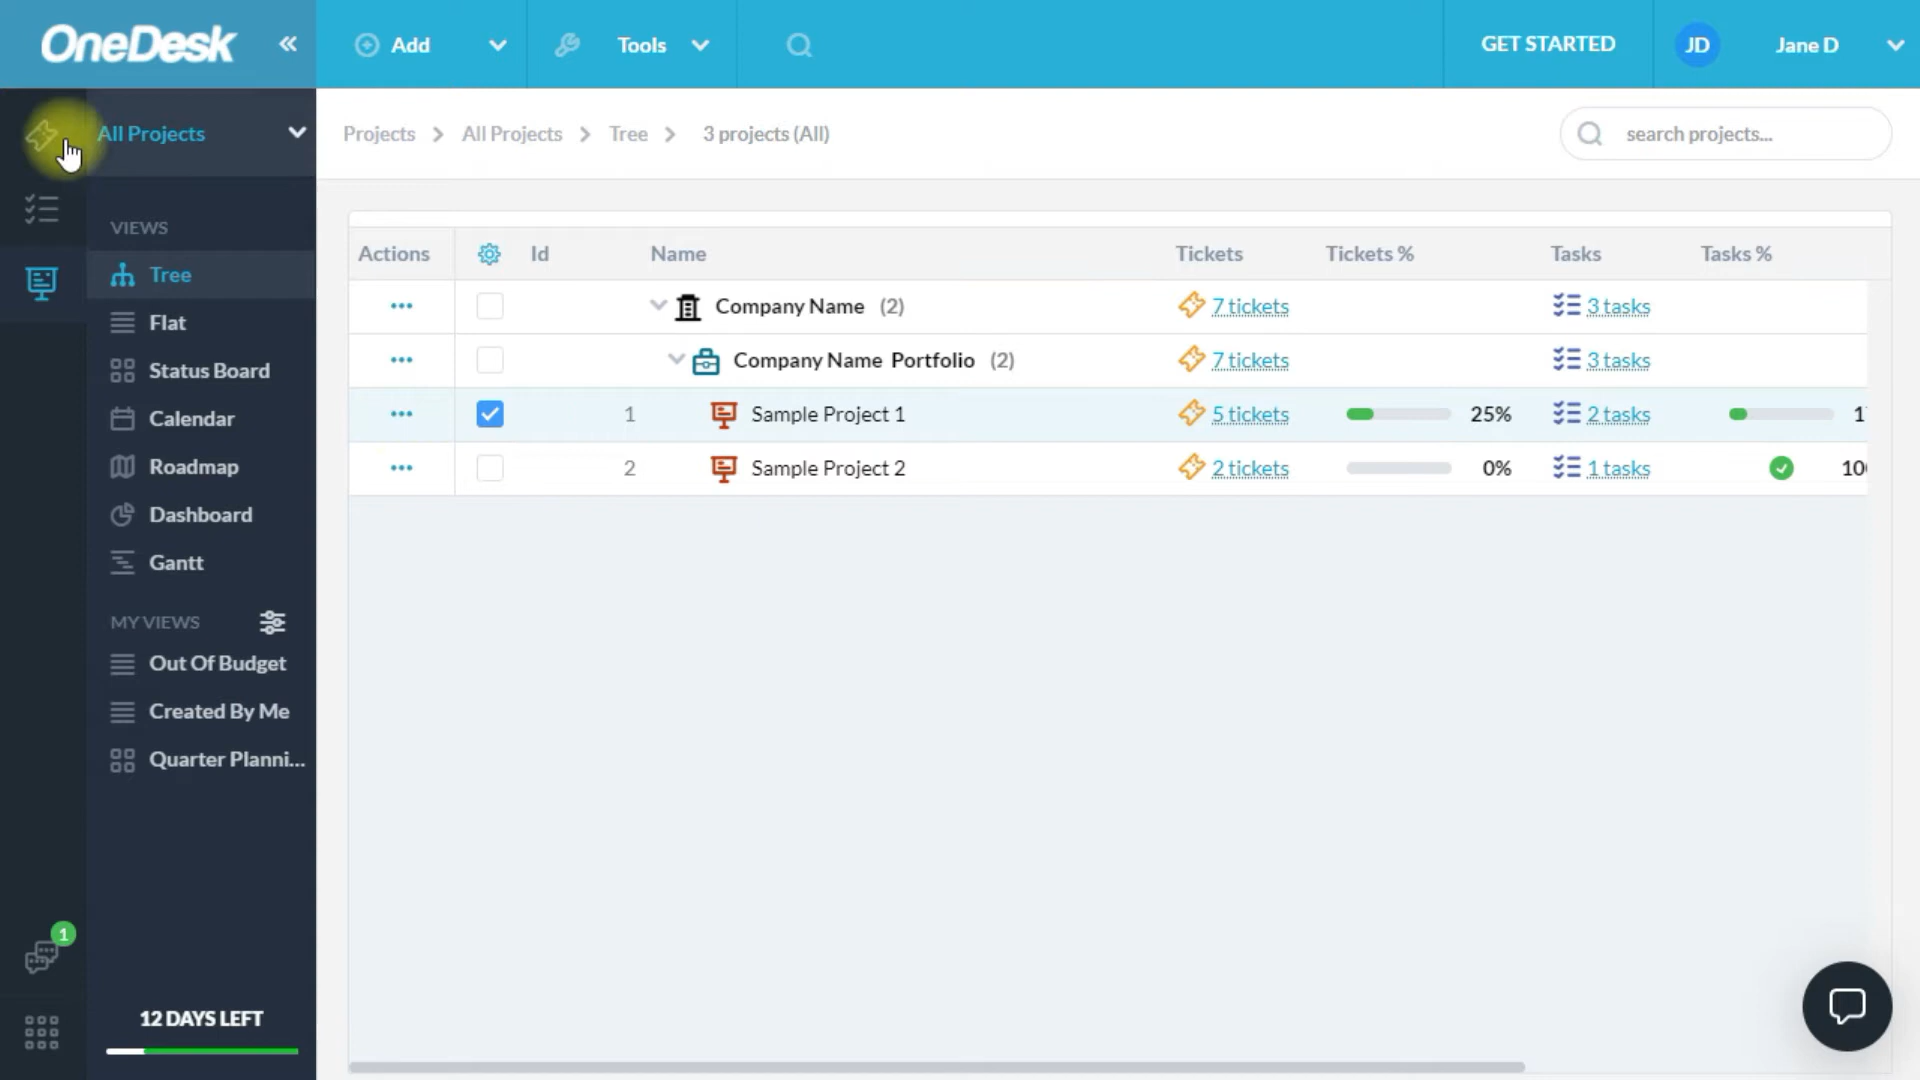 OneDesk
Add
Tools
GET STARTED
JD
Jane D
All Projects
Projects > All Projects > Tree > 3 projects (All)
search projects...
VIEWS
Tree
Flat
Status Board
Calendar
Roadmap
Dashboard
Gantt
MY VIEWS
Out Of Budget
Created By Me
Quarter Planni...
1
12 DAYS LEFT
Actions Id Name Tickets Tickets % Tasks Tasks %
Company Name (2) 7 tickets 3 tasks
Company Name Portfolio (2) 7 tickets 3 tasks
1 Sample Project 1 5 tickets 25% 2 tasks
2 Sample Project 2 2 tickets 0% 1 tasks